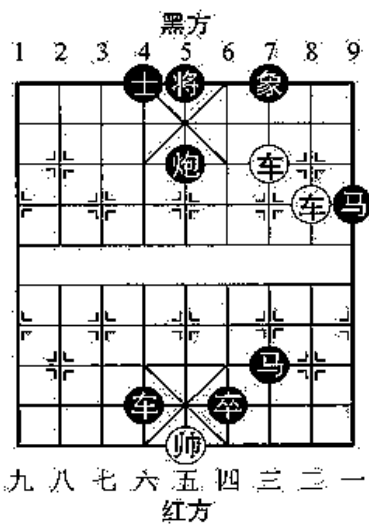 黑方
1 2 3 4 5 6 7 8 9
士 将 象
炮 车
车 马
马
车 卒
帅
九 八 七 六 五 四 三 二 一
红方